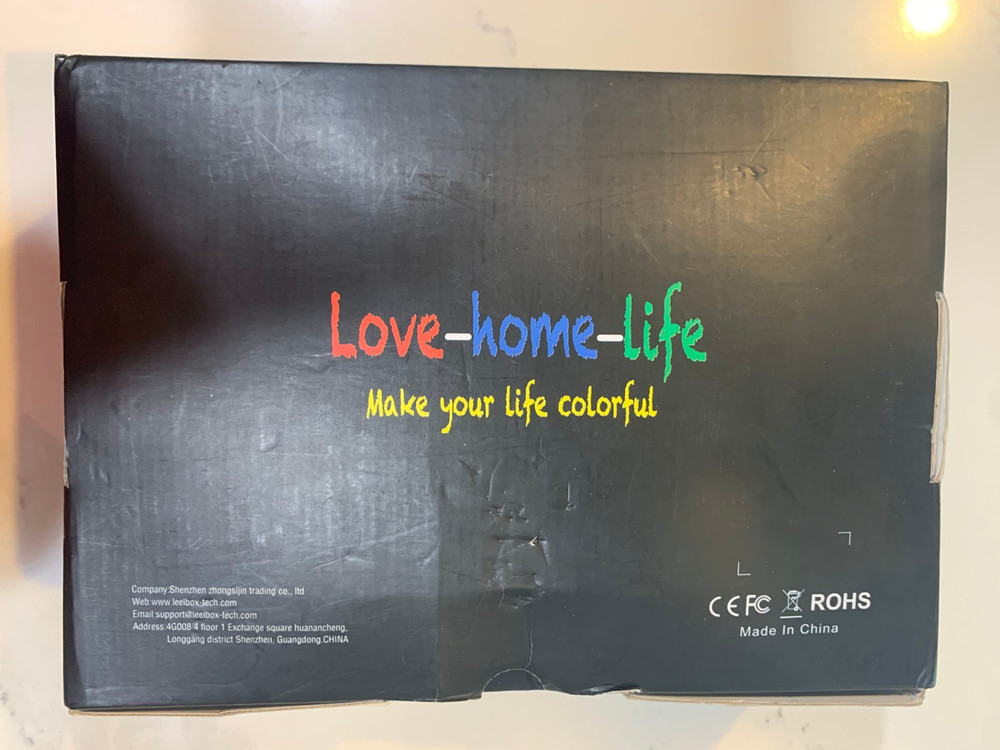 Love-home-life
Make your life colorful
Company:Shenzhen zhongsijin trading co., ltd
Web:www.leelbox-tech.com
Email:support@leelbox-tech.com
Address:4G008 4 floor 1 Exchange square huanancheng,
Longgang district Shenzhen, Guangdong.CHINA
CE FC ROHS
Made In China